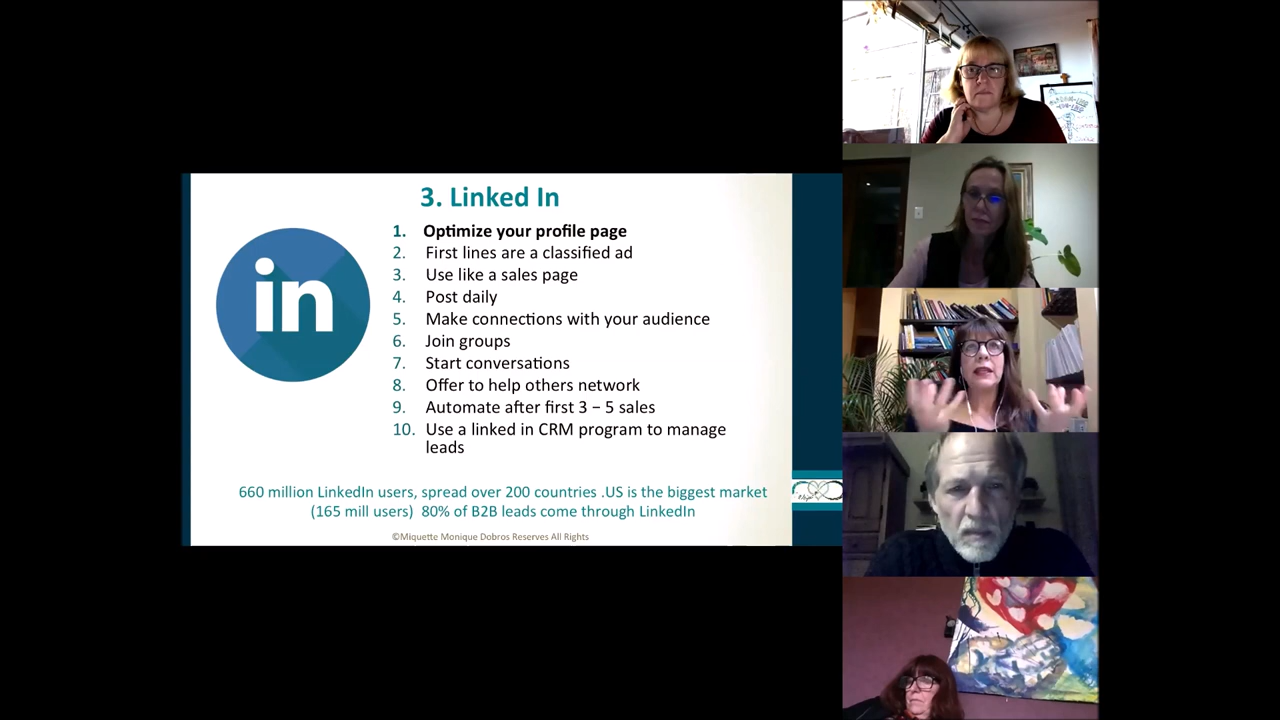 3. Linked In
in
1. Optimize your profile page
2. First lines are a classified ad
3. Use like a sales page
4. Post daily
5. Make connections with your audience
6. Join groups
7. Start conversations
8. Offer to help others network
9. Automate after first 3 – 5 sales
10. Use a linked in CRM program to manage
leads
660 million LinkedIn users, spread over 200 countries .US is the biggest market
(165 mill users) 80% of B2B leads come through LinkedIn
©Miquette Monique Dobros Reserves All Rights